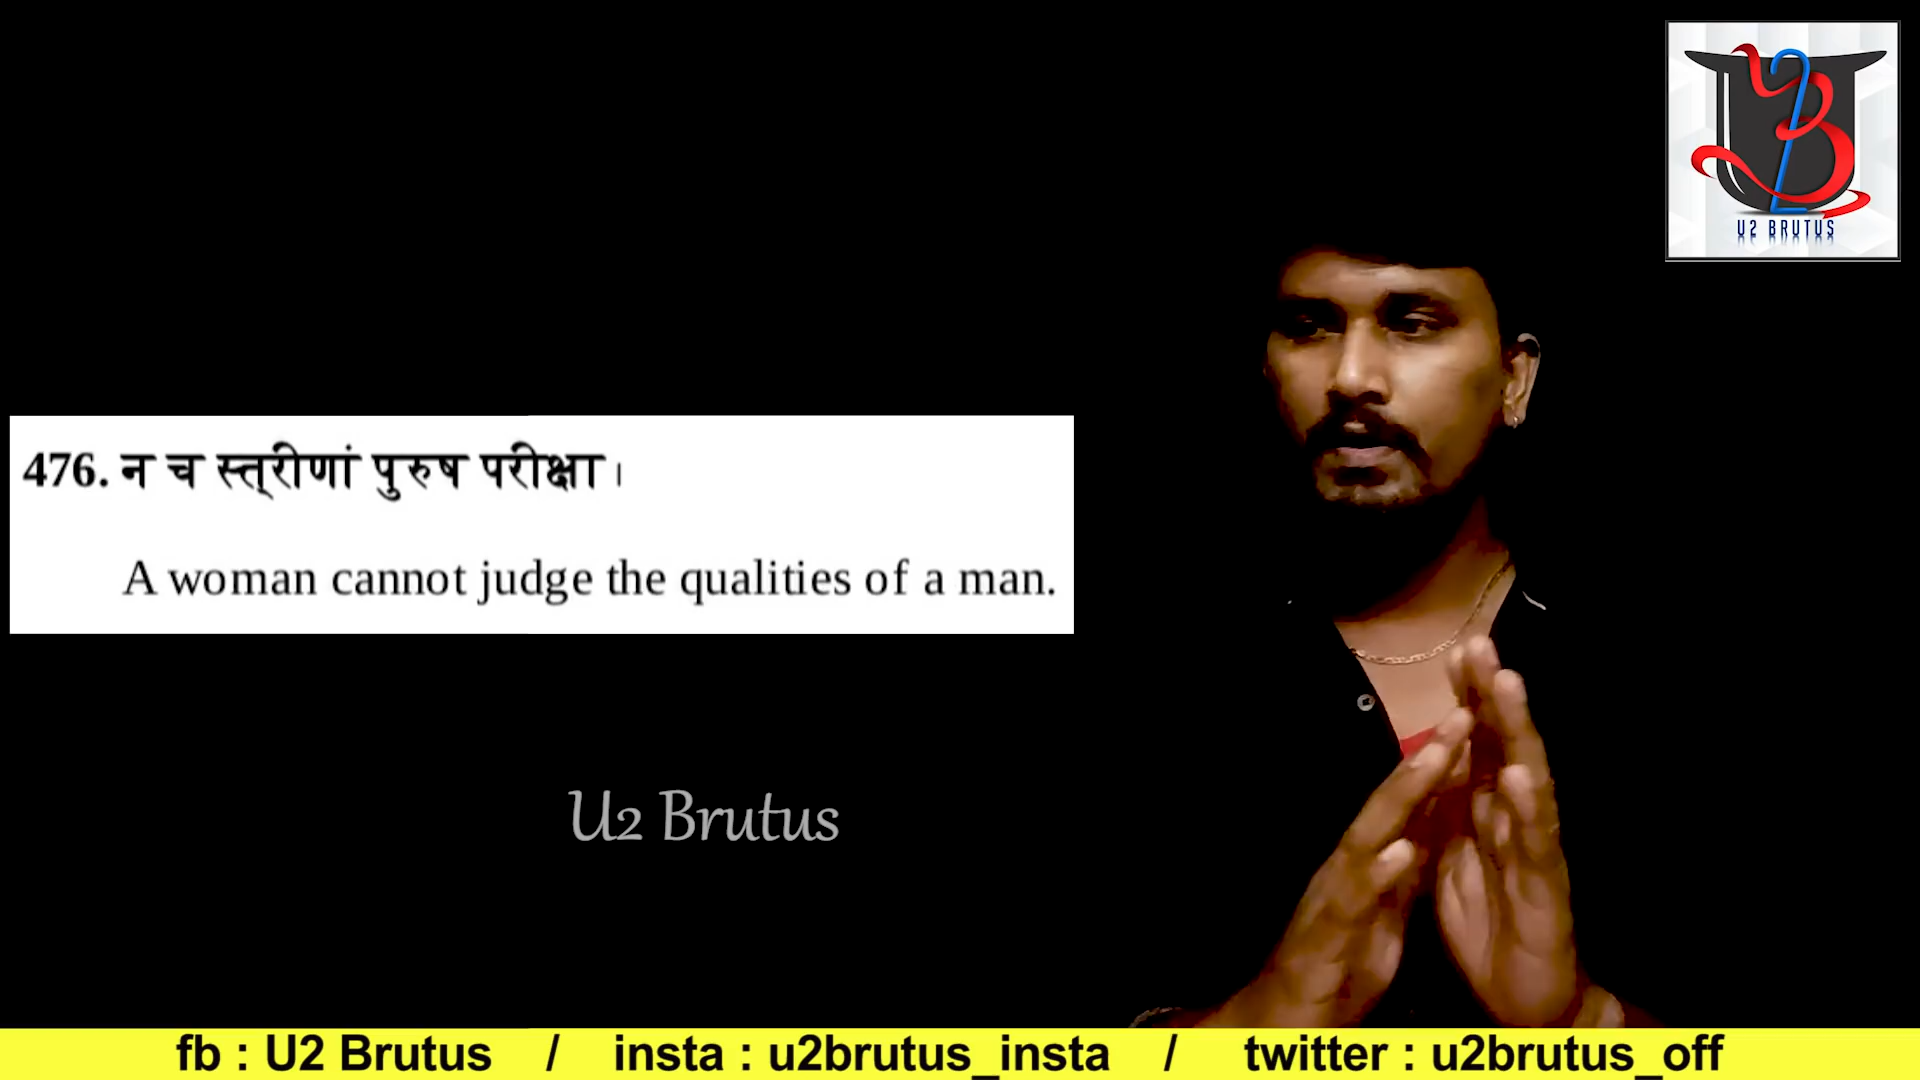 U2 BRUTUS
476. न च स्त्रीणां पुरुष परीक्षा।
A woman cannot judge the qualities of a man.
U2 Brutus
fb : U2 Brutus / insta : u2brutus_insta / twitter : u2brutus_off